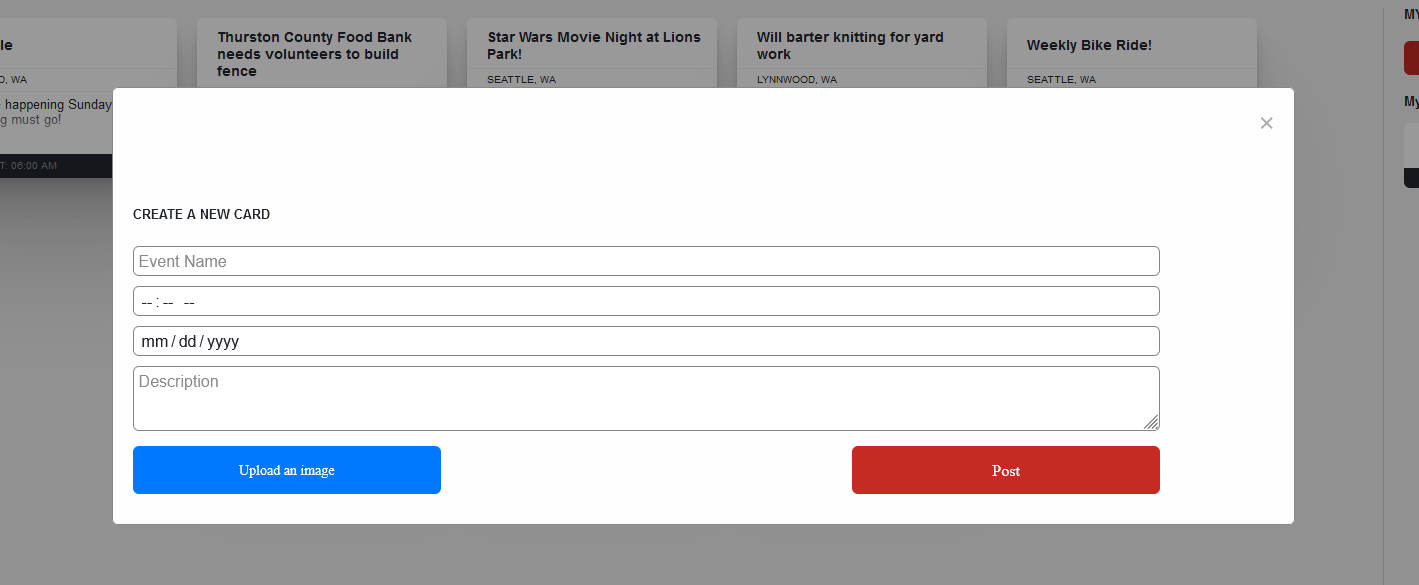 Thurston County Food Bank
needs volunteers to build
fence
Star Wars Movie Night at Lions
Park!
SEATTLE, WA
Will barter knitting for yard
work
LYNNWOOD, WA
Weekly Bike Ride!
SEATTLE, WA
WA
happening Sunday
must go!
06:00 AM
MY
My
×
CREATE A NEW CARD
Event Name
-- : -- --
mm / dd / yyyy
Description
Upload an image
Post